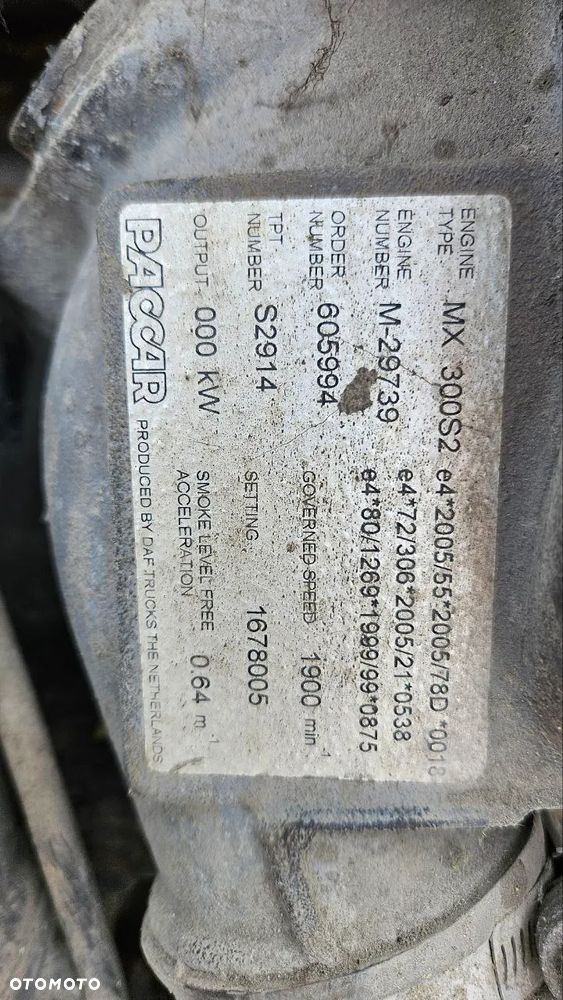 ENGINE TYPE MX 300S2 e4*2005/55*2005/78D *0018
ENGINE NUMBER M-29739 e4*72/306*2005/21*0538
e4*80/1269*1999/99*0875
ORDER NUMBER 605994 GOVERNED SPEED 1900 min-1
TPT NUMBER S2914 SETTING 1678005
OUTPUT 000 kW SMOKE LEVEL FREE ACCELERATION 0.64 m-1
PACCAR PRODUCED BY DAF TRUCKS THE NETHERLANDS
OTOMOTO